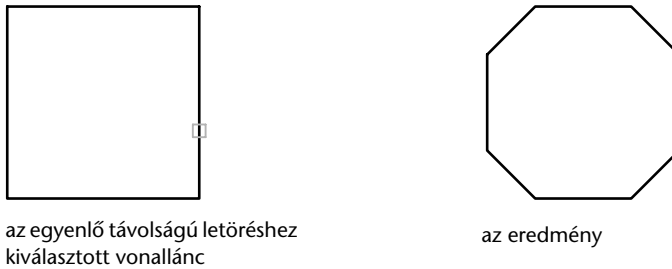 az egyenlő távolságú letöréshez
kiválasztott vonallánc
az eredmény